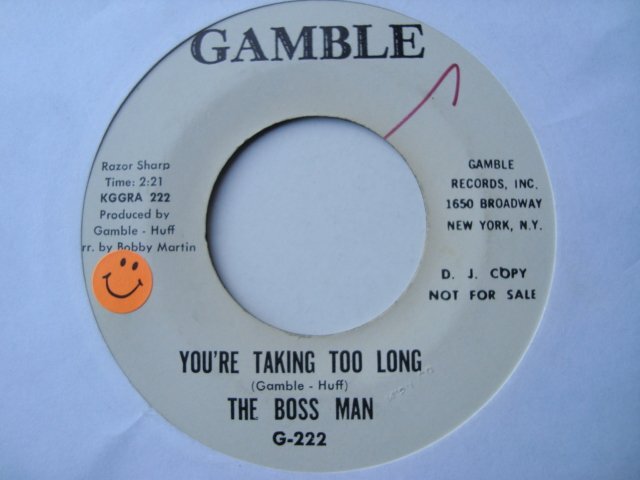 GAMBLE
Razor Sharp
Time: 2:21
KGGRA 222
Produced by
Gamble - Huff
rr. by Bobby Martin
GAMBLE
RECORDS, INC.
1650 BROADWAY
NEW YORK, N.Y.
D. J. COPY
NOT FOR SALE
YOU'RE TAKING TOO LONG
(Gamble - Huff)
THE BOSS MAN
G-222